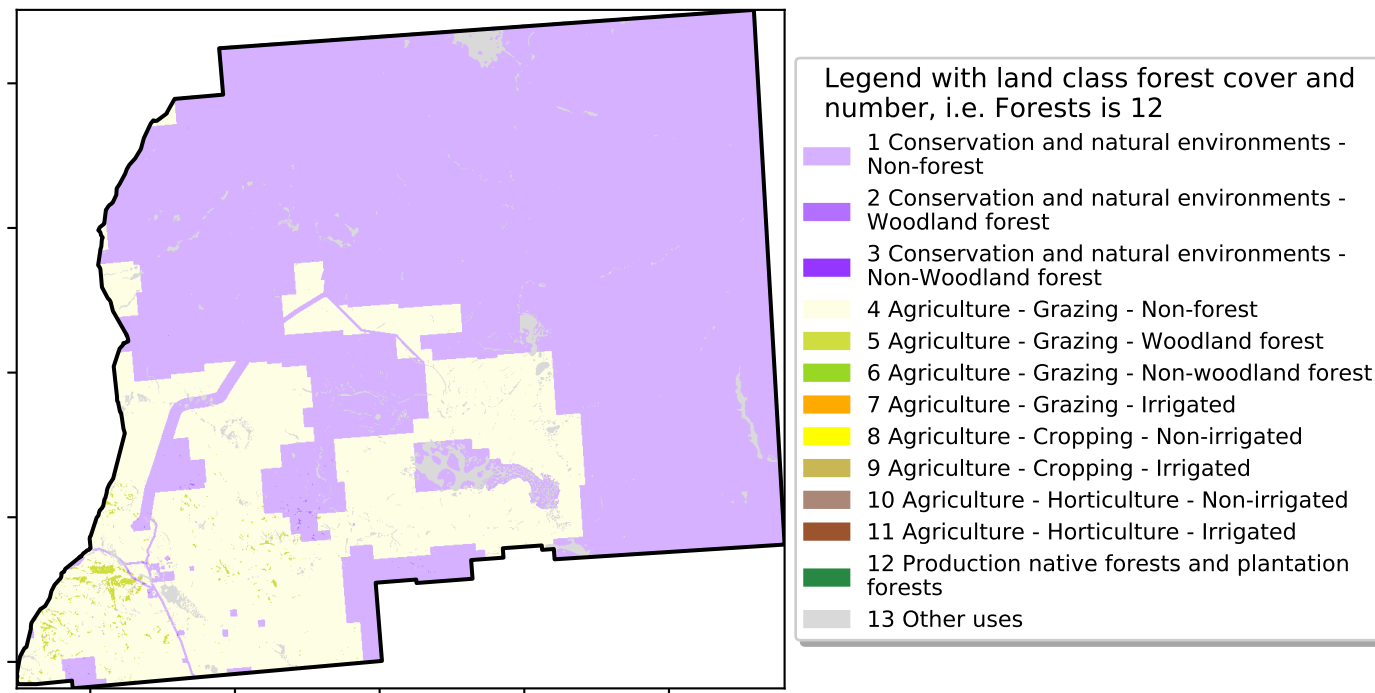 Legend with land class forest cover and
number, i.e. Forests is 12
1 Conservation and natural environments -
Non-forest
2 Conservation and natural environments -
Woodland forest
3 Conservation and natural environments -
Non-Woodland forest
4 Agriculture - Grazing - Non-forest
5 Agriculture - Grazing - Woodland forest
6 Agriculture - Grazing - Non-woodland forest
7 Agriculture - Grazing - Irrigated
8 Agriculture - Cropping - Non-irrigated
9 Agriculture - Cropping - Irrigated
10 Agriculture - Horticulture - Non-irrigated
11 Agriculture - Horticulture - Irrigated
12 Production native forests and plantation
forests
13 Other uses